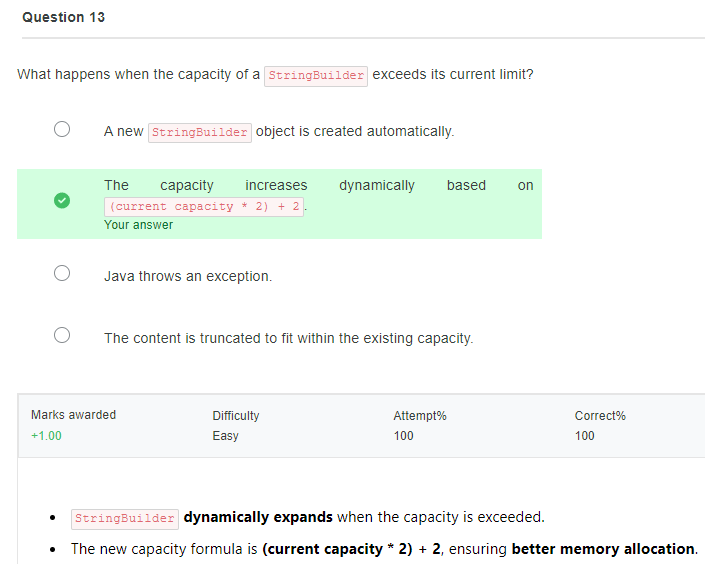 Question 13
What happens when the capacity of a StringBuilder exceeds its current limit?
A new StringBuilder object is created automatically.
The capacity increases dynamically based on
(current capacity * 2) + 2.
Your answer
Java throws an exception.
The content is truncated to fit within the existing capacity.
Marks awarded Difficulty Attempt% Correct%
+1.00 Easy 100 100
• StringBuilder dynamically expands when the capacity is exceeded.
• The new capacity formula is (current capacity * 2) + 2, ensuring better memory allocation.